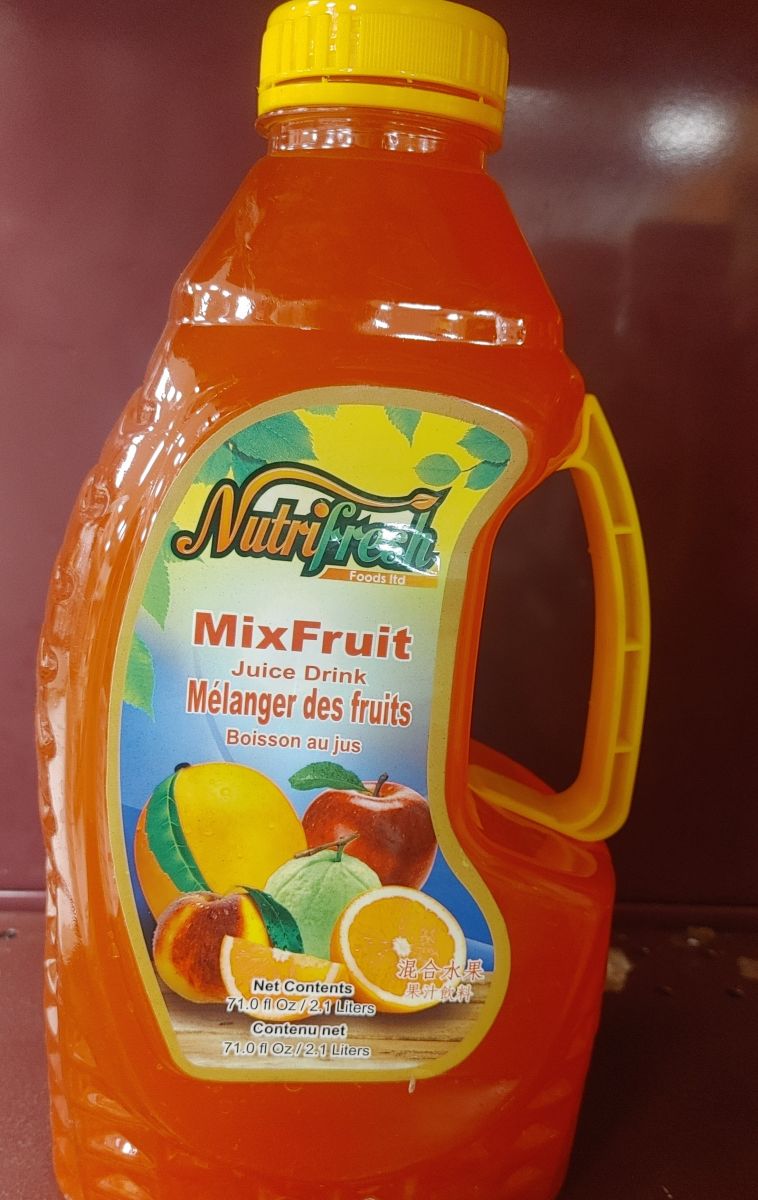 Nutrifresh
Foods ltd
MixFruit
Juice Drink
Mélanger des fruits
Boisson au jus
混合水果
果汁飲料
Net Contents
71.0 fl Oz / 2.1 Liters
Contenu net
71.0 fl Oz / 2.1 Liters